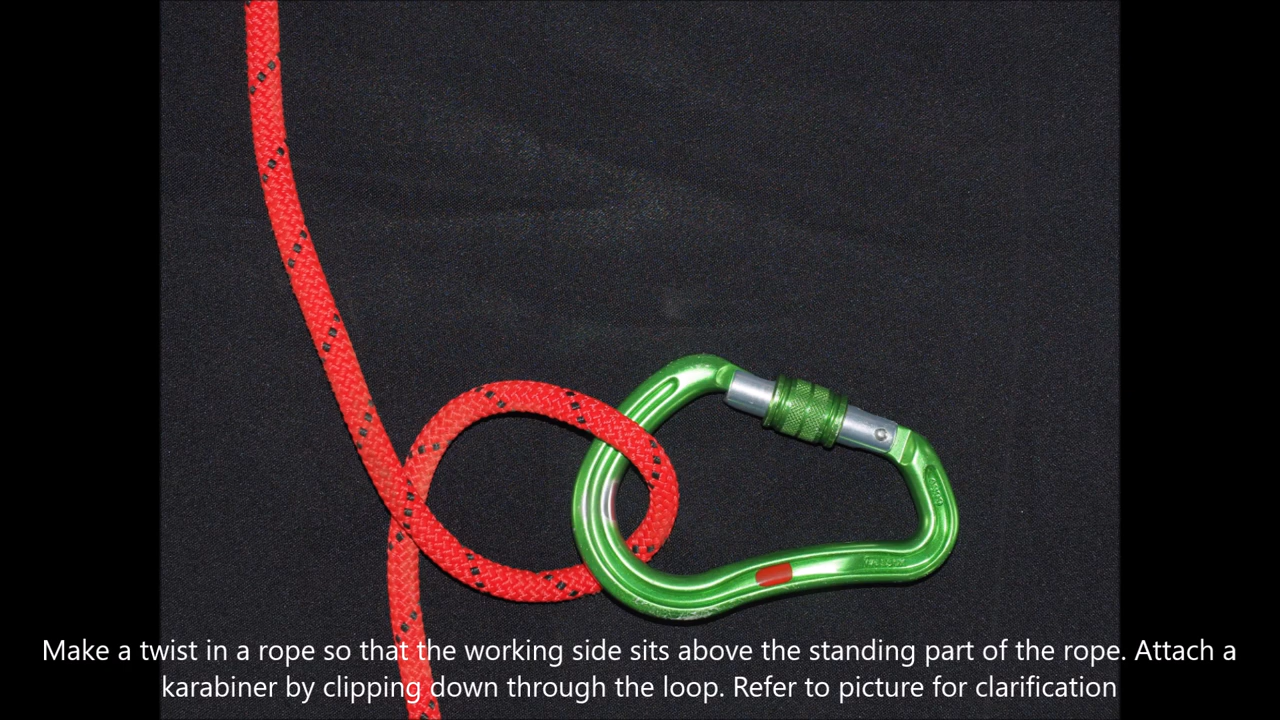 Make a twist in a rope so that the working side sits above the standing part of the rope. Attach a
karabiner by clipping down through the loop. Refer to picture for clarification